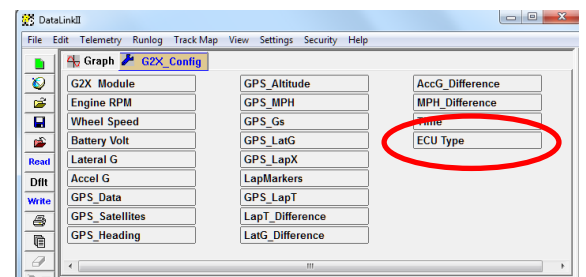 DataLinkII
File Edit Telemetry Runlog Track Map View Settings Security Help
Graph G2X_Config
G2X Module GPS_Altitude AccG_Difference
Engine RPM GPS_MPH MPH_Difference
Wheel Speed GPS_Gs Time
Battery Volt GPS_LatG ECU Type
Read Lateral G GPS_LapX
Dflt Accel G LapMarkers
Write GPS_Data GPS_LapT
GPS_Satellites LapT_Difference
GPS_Heading LatG_Difference